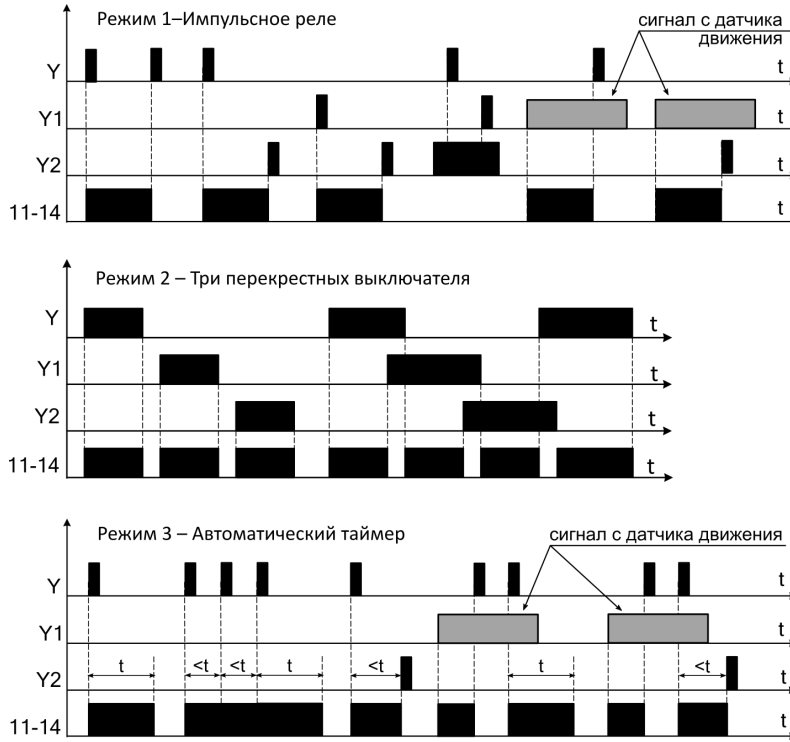 Режим 1–Импульсное реле
сигнал с датчика
движения
Y t
Y1 t
Y2 t
11-14 t
Режим 2 – Три перекрестных выключателя
Y t
Y1 t
Y2 t
11-14 t
Режим 3 – Автоматический таймер
сигнал с датчика движения
Y t
Y1 t
t <t <t t <t t <t
Y2 t
11-14 t